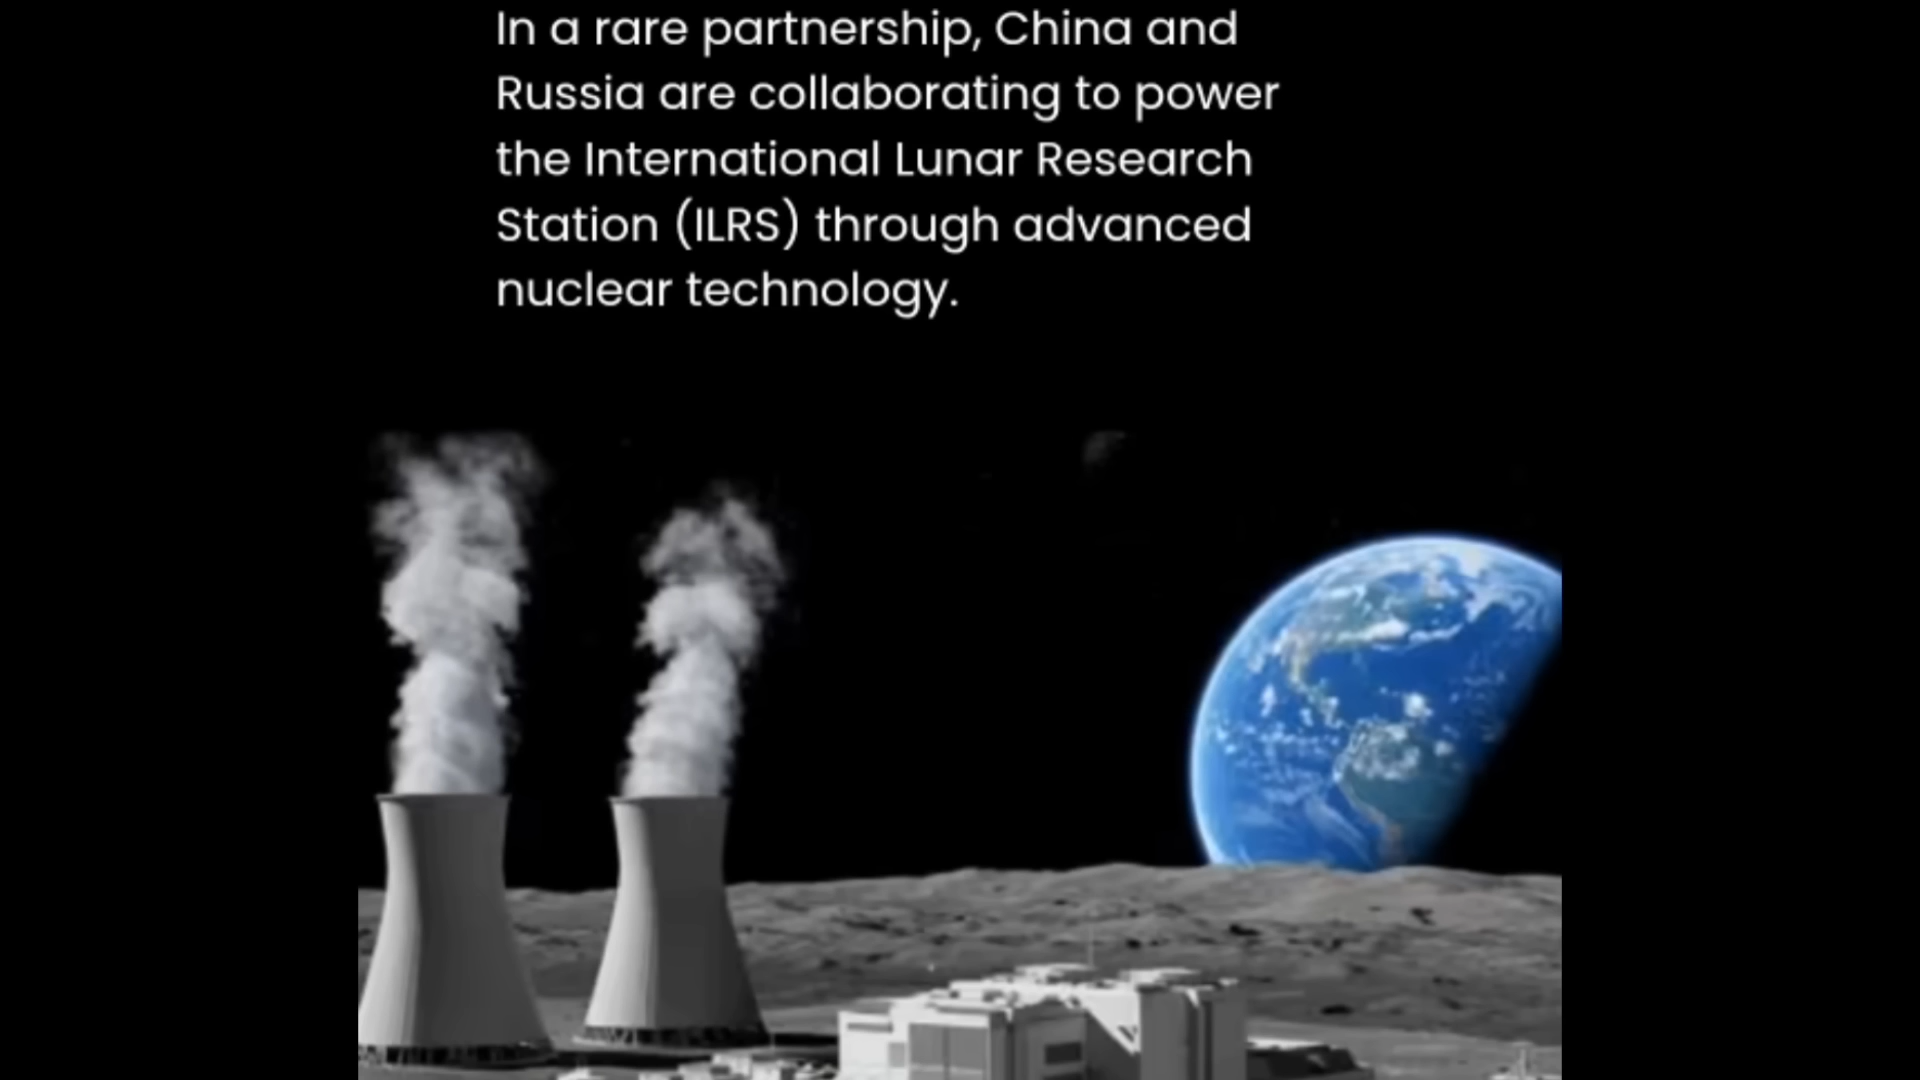 In a rare partnership, China and
Russia are collaborating to power
the International Lunar Research
Station (ILRS) through advanced
nuclear technology.